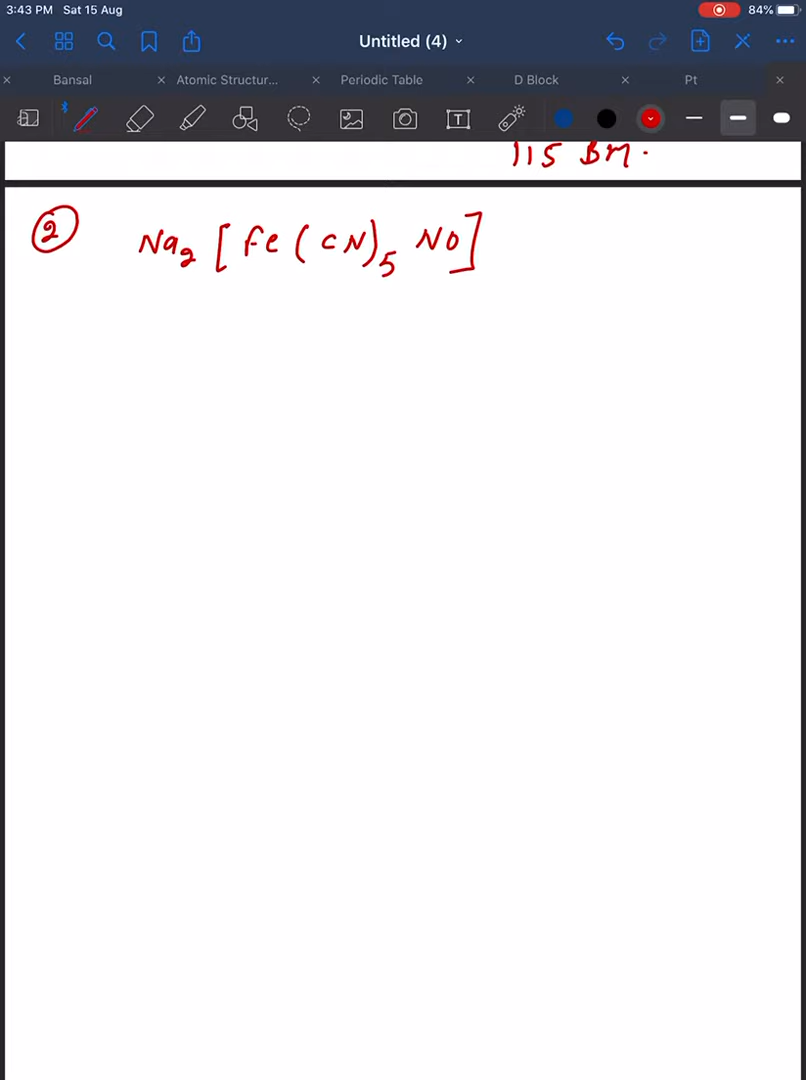 3:43 PM Sat 15 Aug 84%
Untitled (4)
Bansal Atomic Structur... Periodic Table D Block Pt
115 BM.
② Na₂ [Fe(CN)₅ NO]